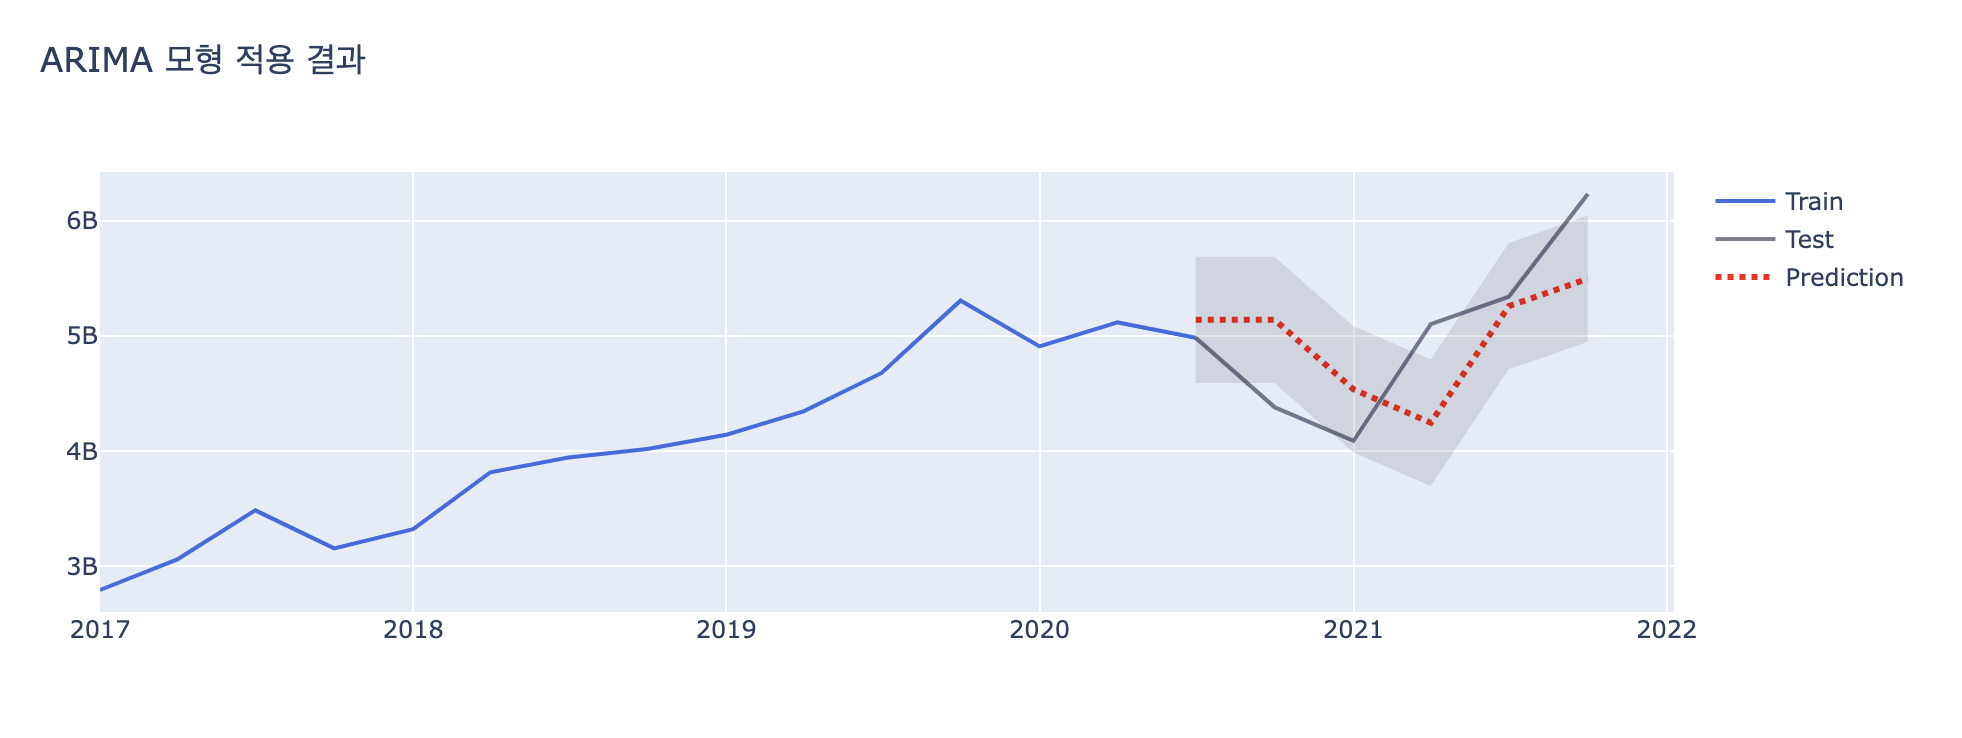 ARIMA 모형 적용 결과
6B
5B
4B
3B
2017 2018 2019 2020 2021 2022
Train
Test
Prediction